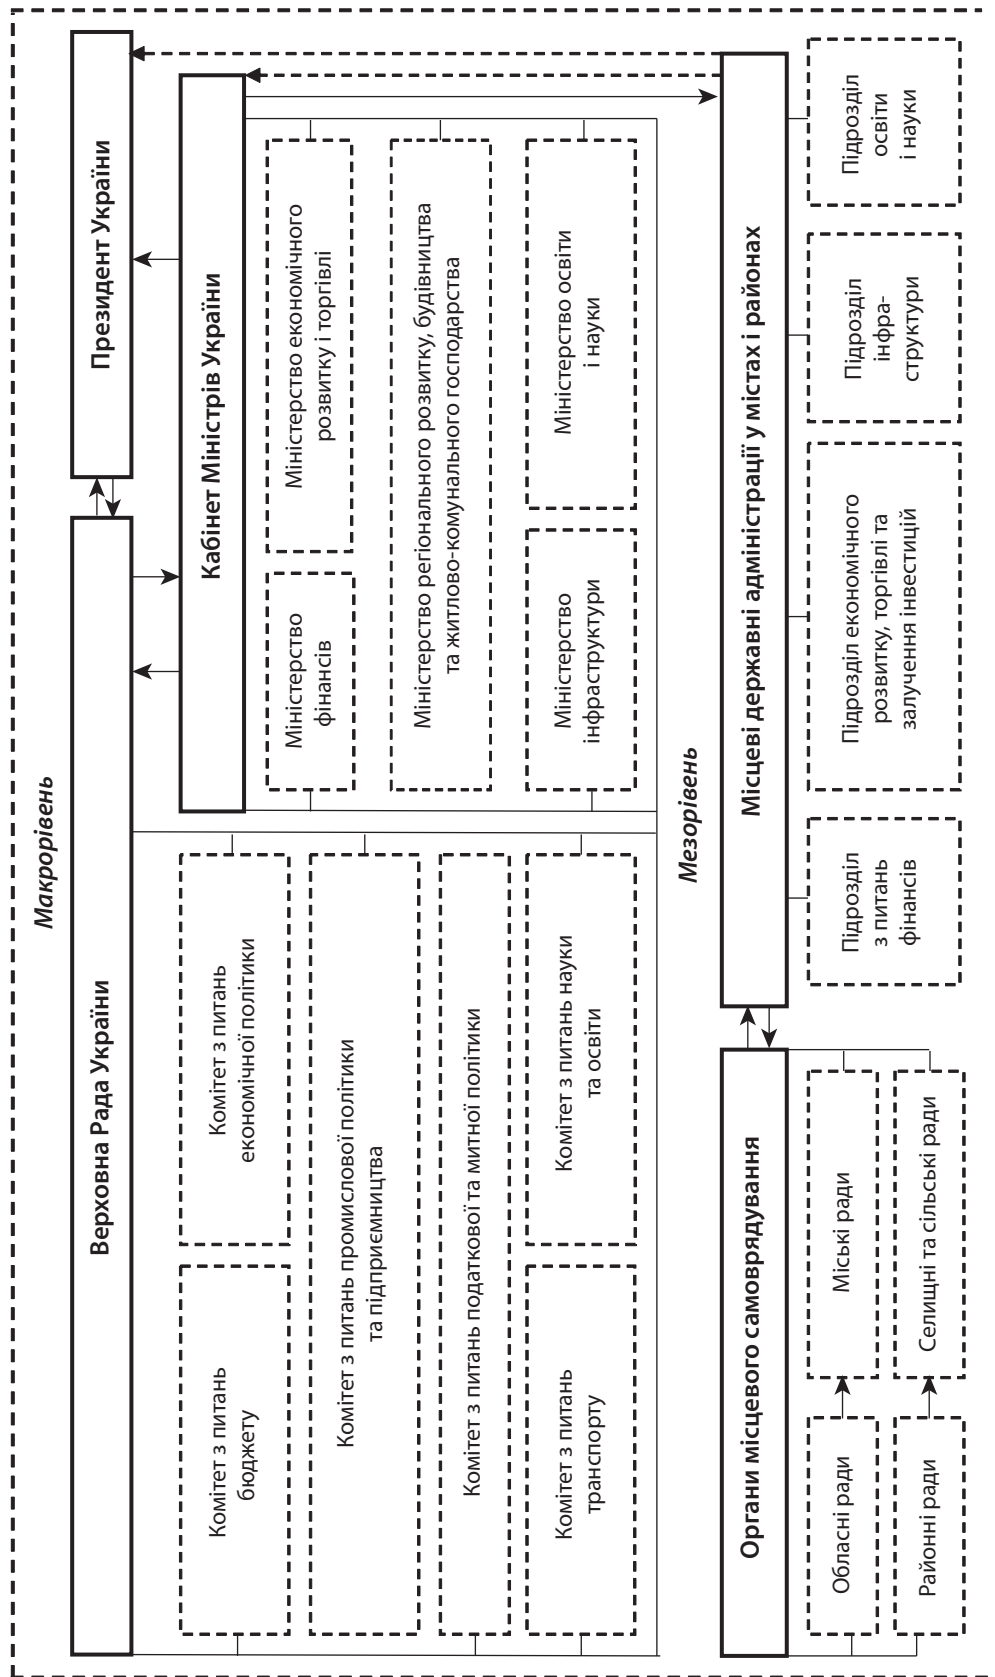 Макрорівень
Верховна Рада України
Президент України
Кабінет Міністрів України
Комітет з питань
бюджету
Комітет з питань
економічної політики
Комітет з питань промислової політики
та підприємництва
Комітет з питань податкової та митної політики
Комітет з питань
транспорту
Комітет з питань науки
та освіти
Міністерство
фінансів
Міністерство економічного
розвитку і торгівлі
Міністерство регіонального розвитку, будівництва
та житлово-комунального господарства
Міністерство
інфраструктури
Міністерство освіти
і науки
Мезорівень
Органи місцевого самоврядування
Місцеві державні адміністрації у містах і районах
Обласні ради
Міські ради
Районні ради
Селищні та сільські ради
Підрозділ
з питань
фінансів
Підрозділ економічного
розвитку, торгівлі та
залучення інвестицій
Підрозділ
інфра-
структури
Підрозділ
освіти
і науки